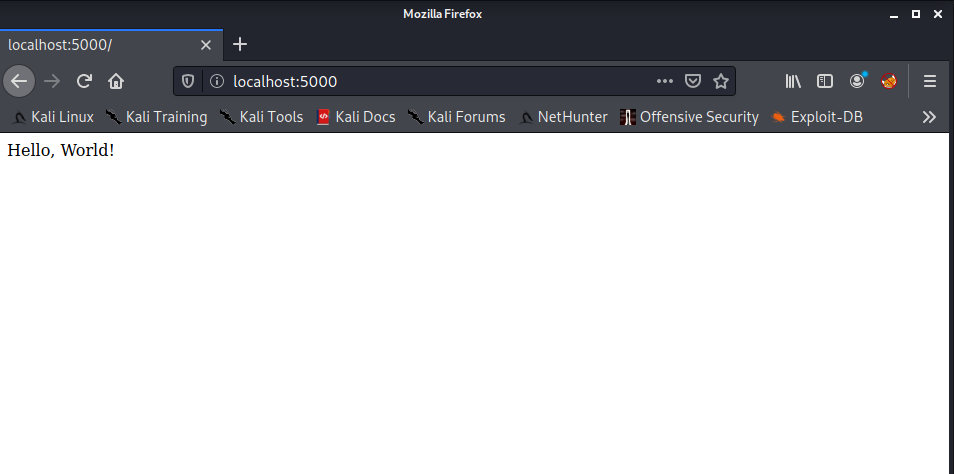 Mozilla Firefox
localhost:5000/
localhost:5000
Kali Linux Kali Training Kali Tools Kali Docs Kali Forums NetHunter Offensive Security Exploit-DB
Hello, World!